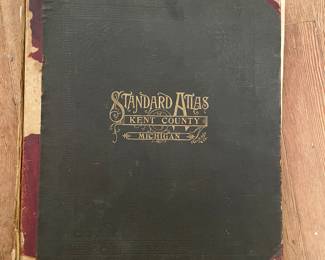 STANDARD ATLAS
KENT COUNTY
MICHIGAN